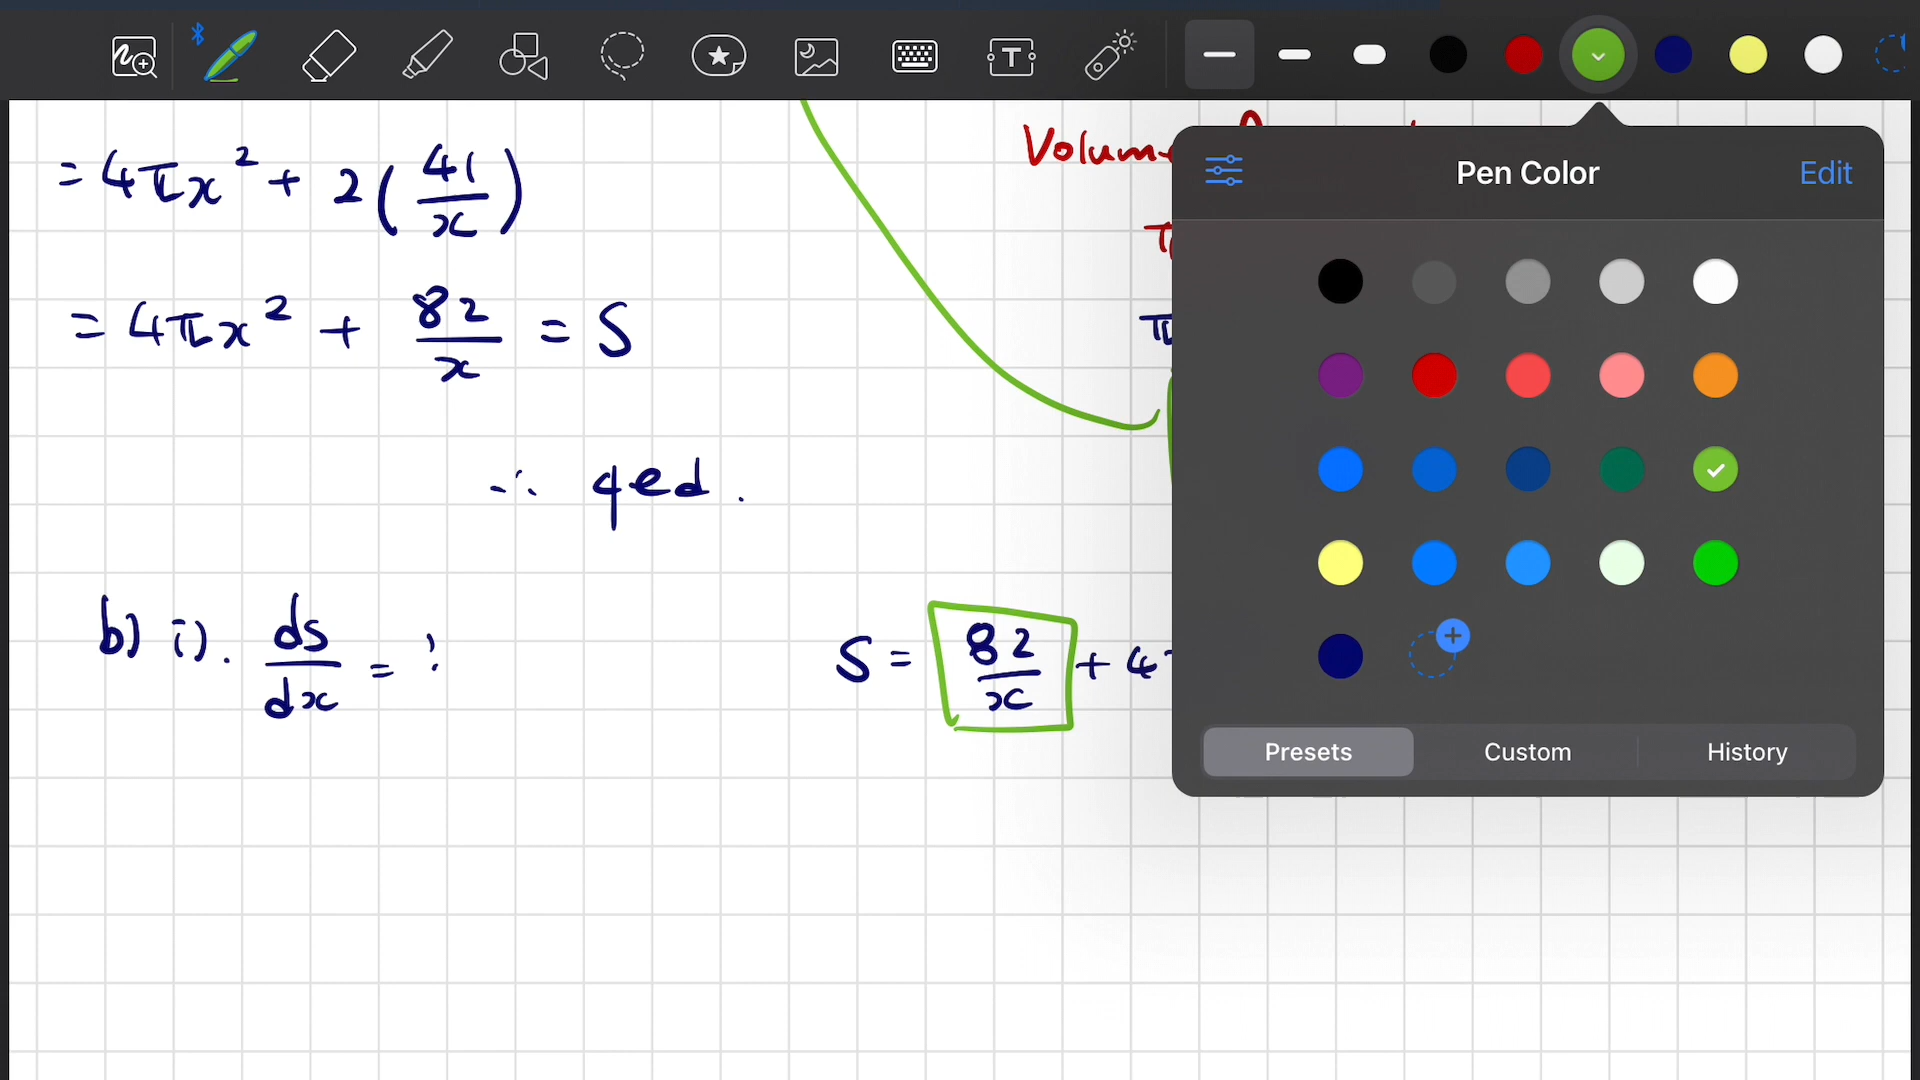 T
= 4πx² + 2(41/x)
= 4πx² + 82/x = S
∴ qed.
b) i). ds/dx = ?
S = 82/x + 4
Volum
π
Pen Color
Edit
Presets
Custom
History